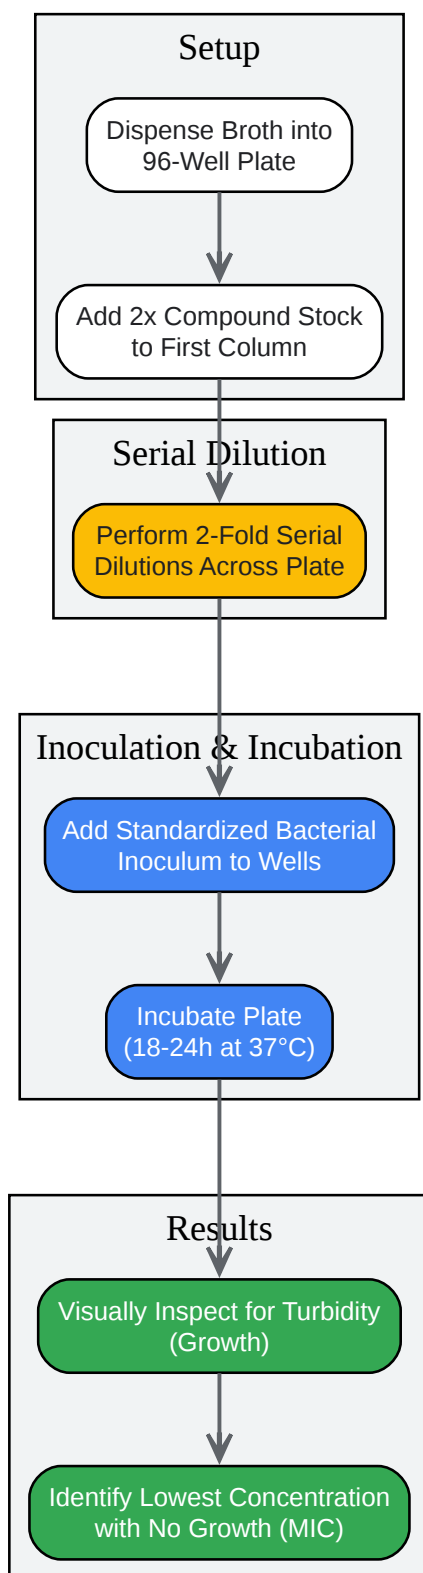 Setup
Dispense Broth into
96-Well Plate
Add 2x Compound Stock
to First Column
Serial Dilution
Perform 2-Fold Serial
Dilutions Across Plate
Inoculation & Incubation
Add Standardized Bacterial
Inoculum to Wells
Incubate Plate
(18-24h at 37°C)
Results
Visually Inspect for Turbidity
(Growth)
Identify Lowest Concentration
with No Growth (MIC)